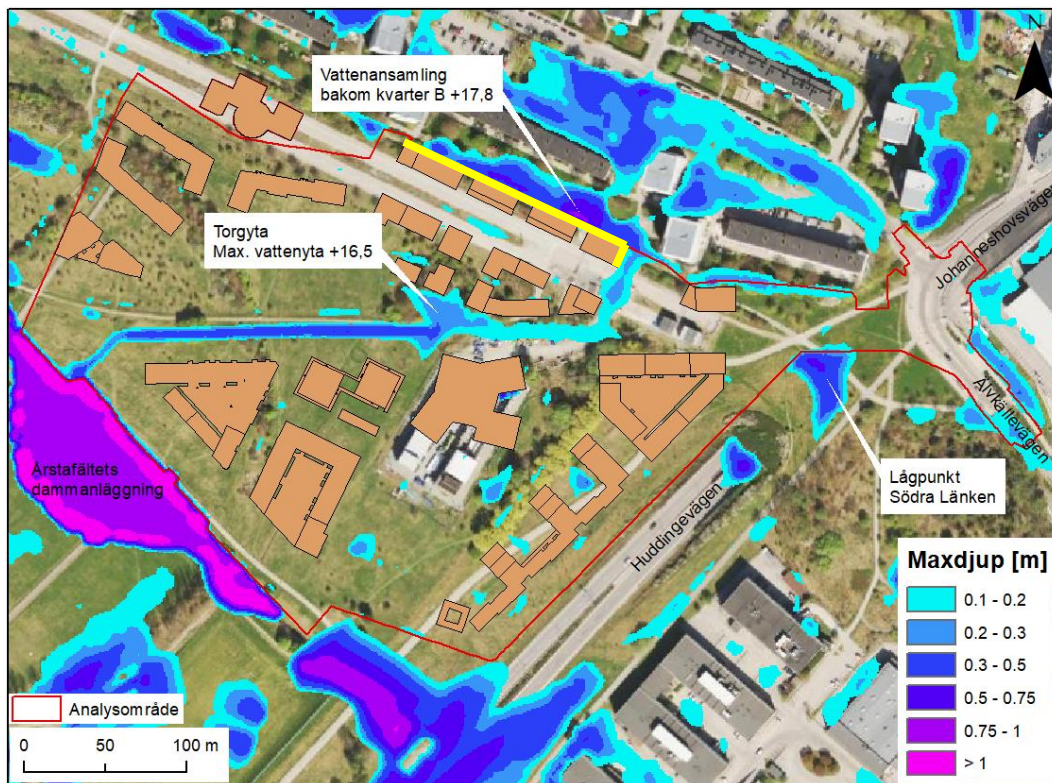 N
Vattenansamling
bakom kvarter B +17,8
Torgyta
Max. vattenyta +16,5
Johanneshovsvägen
Älvkällevägen
Årstafältets
dammanläggning
Huddingevägen
Lågpunkt
Södra Länken
Maxdjup [m]
0.1 - 0.2
0.2 - 0.3
0.3 - 0.5
0.5 - 0.75
0.75 - 1
> 1
Analysområde
0 50 100 m